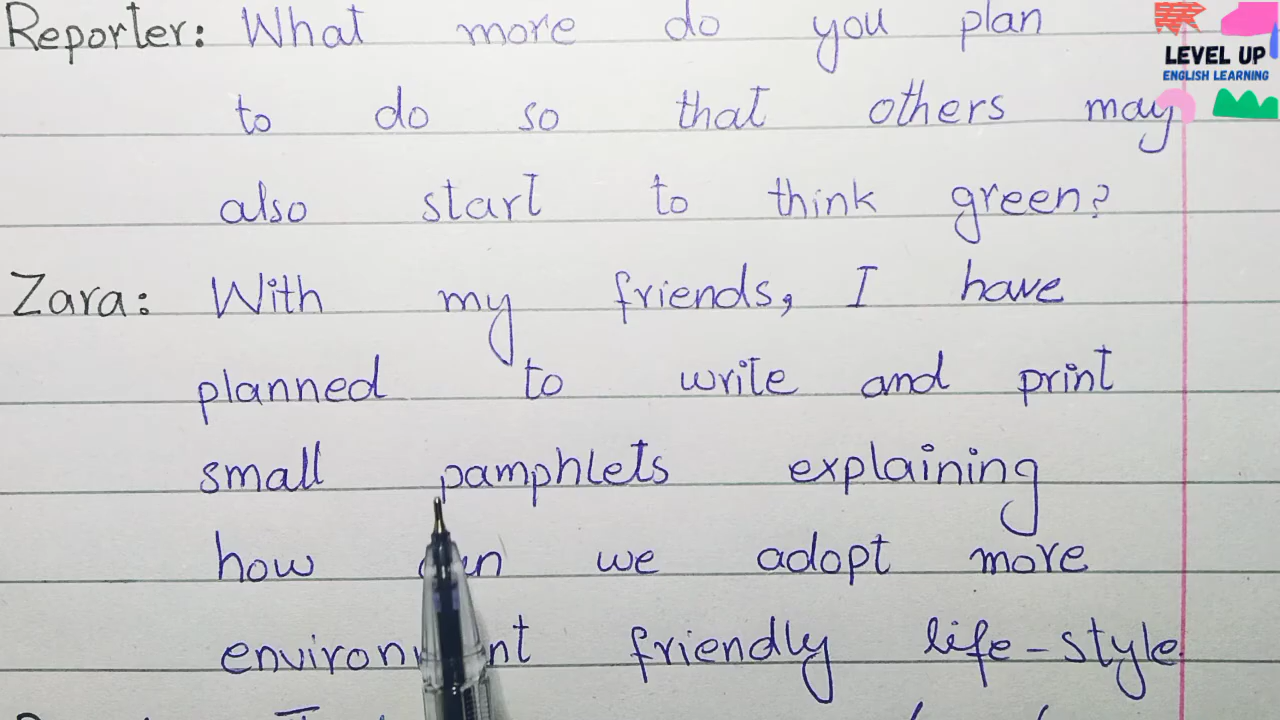 Reporter: What more do you plan
to do so that others may
also start to think green?
Zara: With my friends, I have
planned to write and print
small pamphlets explaining
how we adopt more
friendly life-style
LEVEL UP
ENGLISH LEARNING